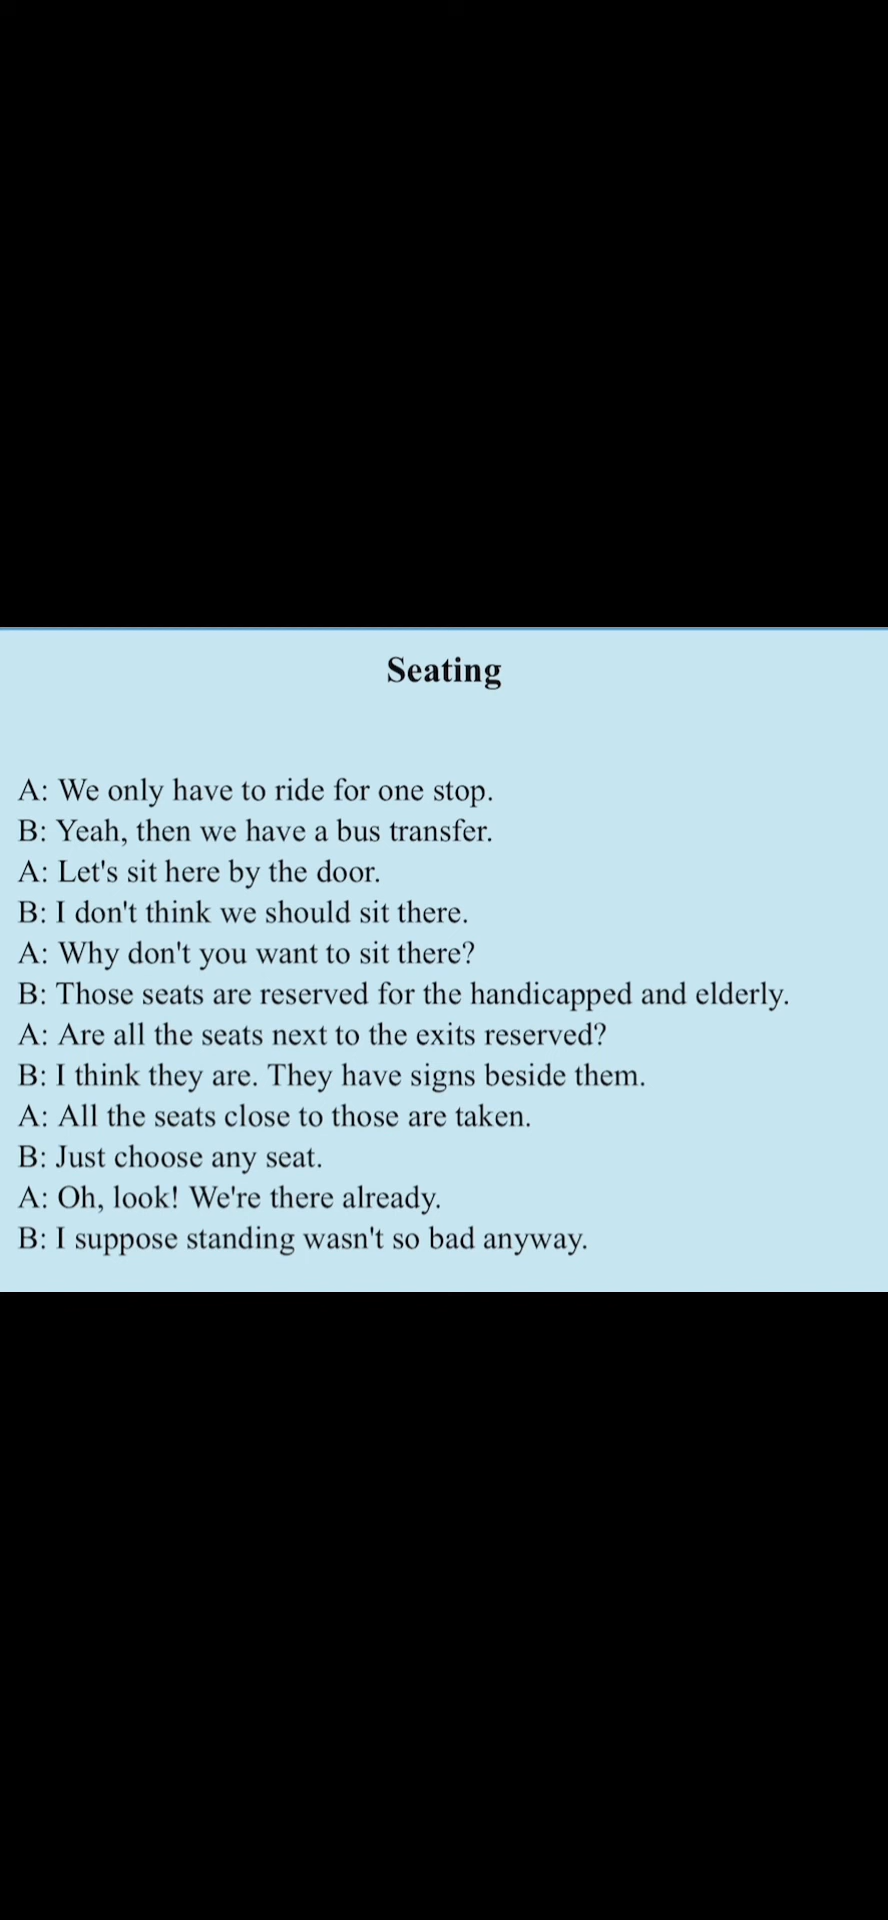 Seating
A: We only have to ride for one stop.
B: Yeah, then we have a bus transfer.
A: Let's sit here by the door.
B: I don't think we should sit there.
A: Why don't you want to sit there?
B: Those seats are reserved for the handicapped and elderly.
A: Are all the seats next to the exits reserved?
B: I think they are. They have signs beside them.
A: All the seats close to those are taken.
B: Just choose any seat.
A: Oh, look! We're there already.
B: I suppose standing wasn't so bad anyway.